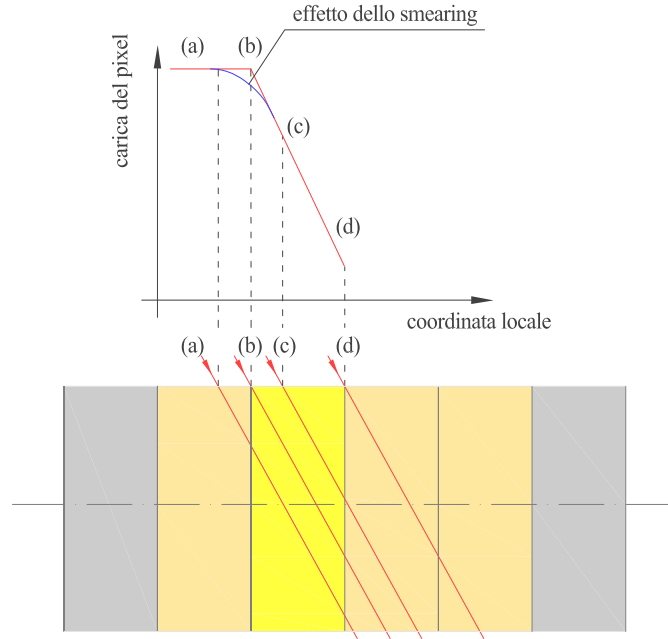 effetto dello smearing
(a)
(b)
carica del pixel
(c)
(d)
coordinata locale
(a)
(b)
(c)
(d)